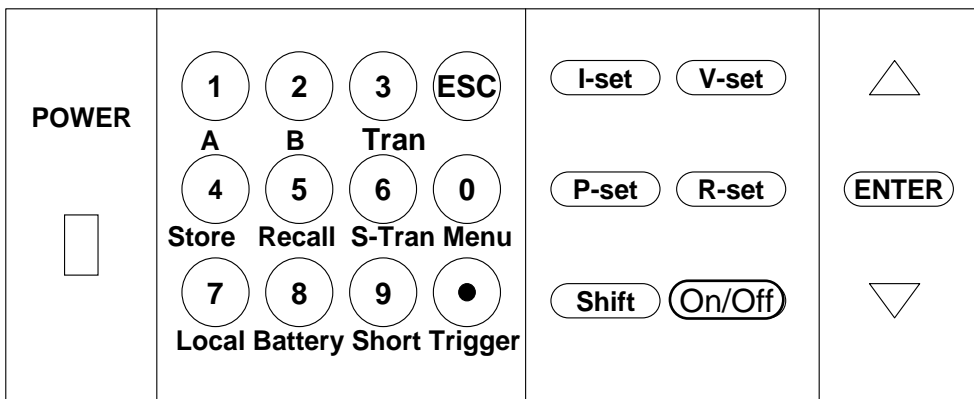 POWER
1 2 3 ESC
A B Tran
4 5 6 0
Store Recall S-Tran Menu
7 8 9 ●
Local Battery Short Trigger
I-set V-set
P-set R-set
Shift On/Off
ENTER